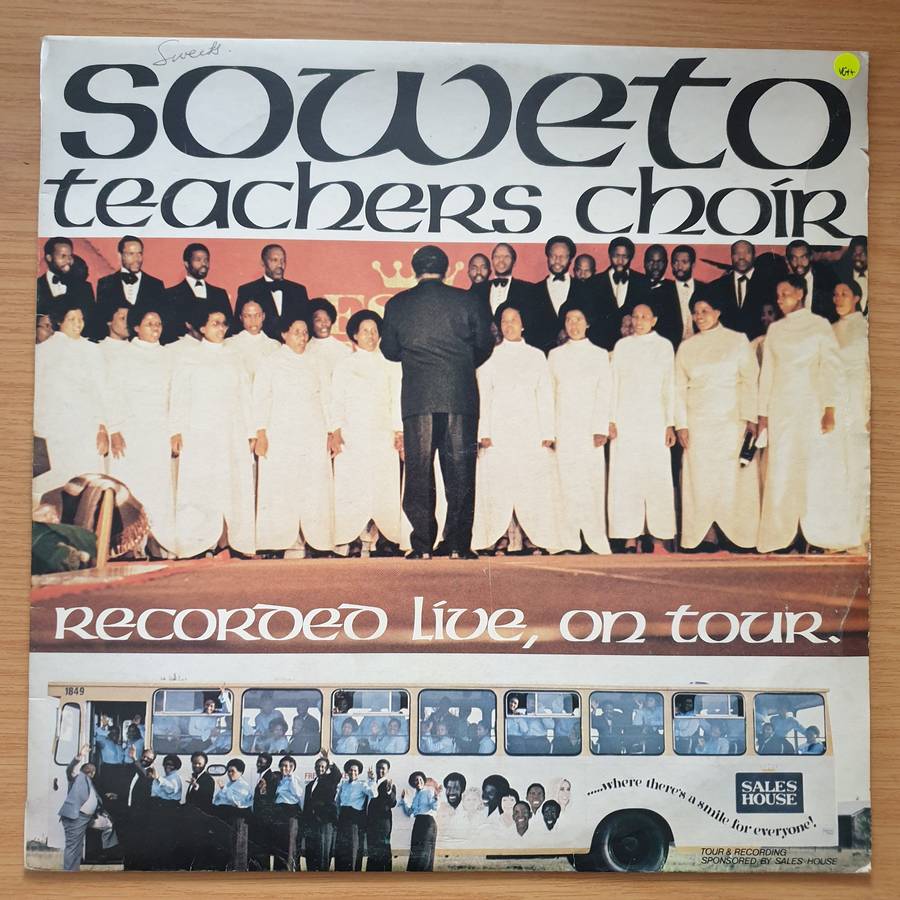 Sweets.
VG++
soweto
teachers choir
recorded live, on tour.
1849
.....where there's a smile for everyone!
SALES
HOUSE
TOUR & RECORDING
SPONSORED BY SALES HOUSE